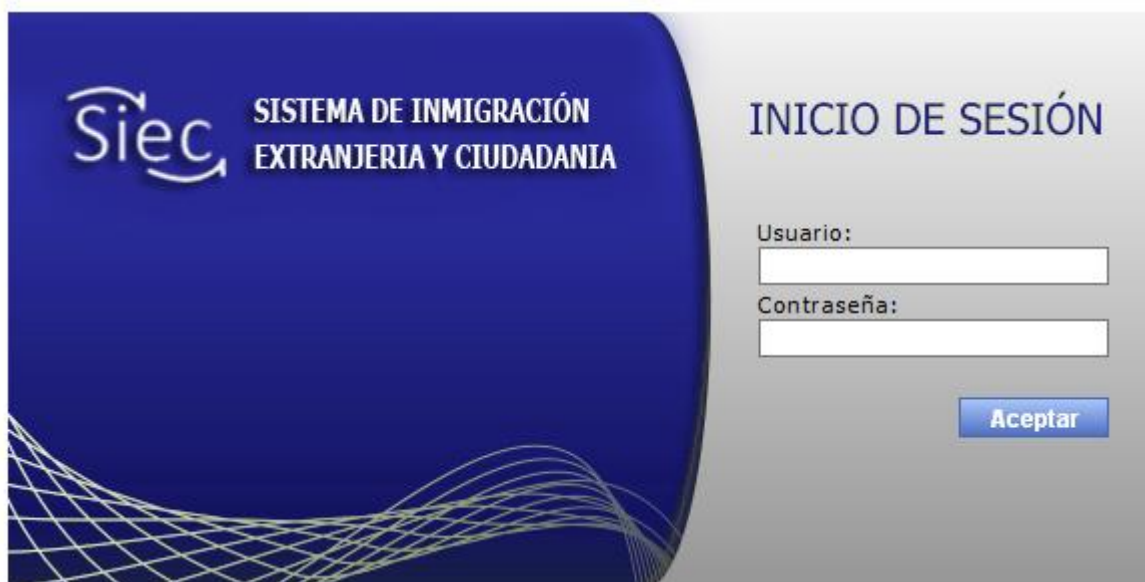 Siec
SISTEMA DE INMIGRACIÓN
EXTRANJERIA Y CIUDADANIA
INICIO DE SESIÓN
Usuario:
Contraseña:
Aceptar